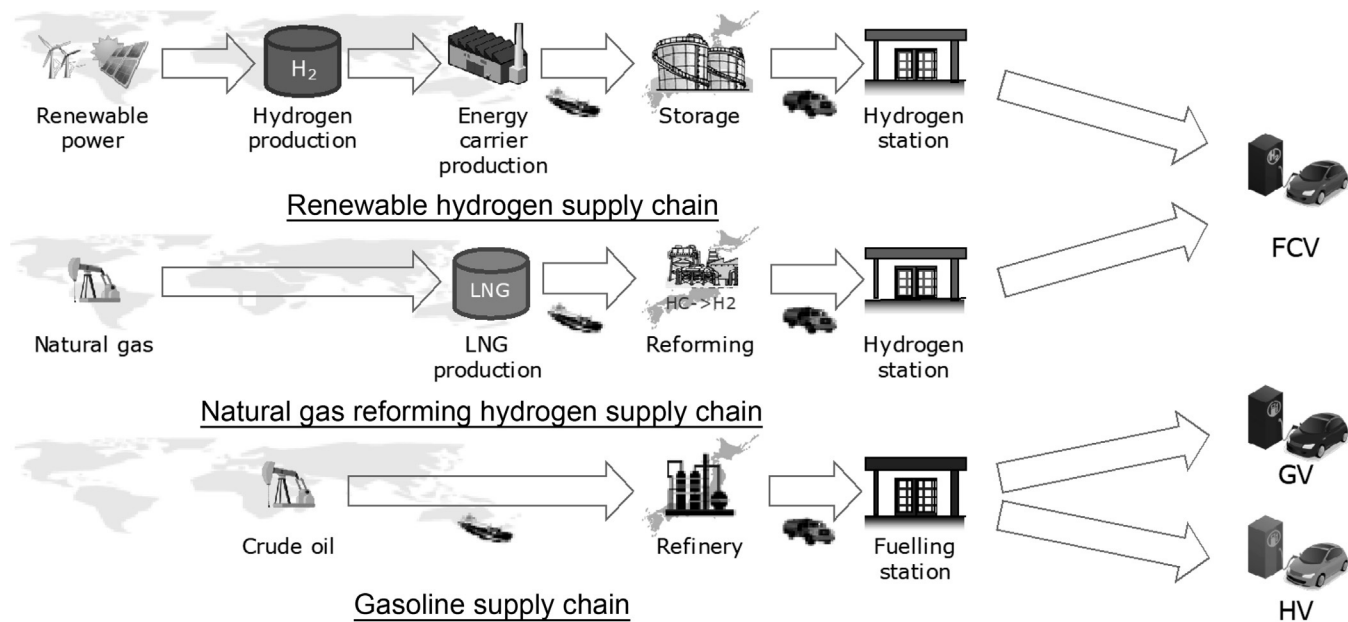 H2
Renewable
power
Hydrogen
production
Energy
carrier
production
Storage
Hydrogen
station
Renewable hydrogen supply chain
H2
FCV
LNG
HC->H2
Natural gas
LNG
production
Reforming
Hydrogen
station
Natural gas reforming hydrogen supply chain
GV
Crude oil
Refinery
Fuelling
station
Gasoline supply chain
HV